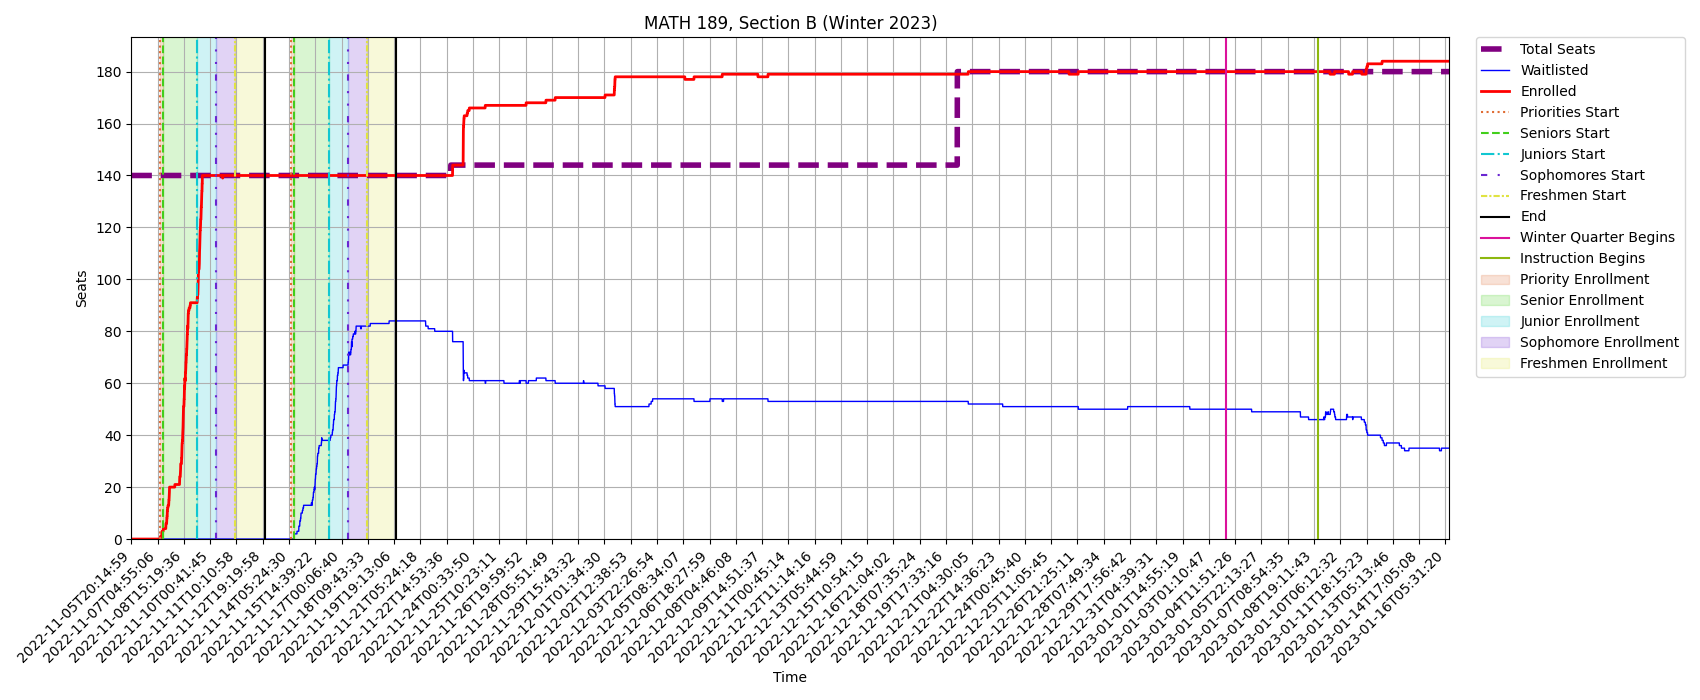 MATH 189, Section B (Winter 2023)
Seats
180
160
140
120
100
80
60
40
20
0
2022-11-05T20:14:59
2022-11-07T04:55:06
2022-11-08T15:19:36
2022-11-10T00:41:45
2022-11-11T10:10:58
2022-11-12T19:19:58
2022-11-14T05:24:30
2022-11-15T14:39:22
2022-11-17T00:06:40
2022-11-18T09:43:33
2022-11-19T19:13:06
2022-11-21T05:24:18
2022-11-22T14:53:36
2022-11-25T00:33:50
2022-11-25T10:23:11
2022-11-26T19:59:52
2022-11-28T05:51:49
2022-11-29T15:43:32
2022-12-01T01:34:30
2022-12-02T12:38:53
2022-12-03T22:26:54
2022-12-05T08:34:07
2022-12-06T18:27:59
2022-12-08T04:46:08
2022-12-09T14:51:37
2022-12-11T00:45:14
2022-12-12T11:14:16
2022-12-13T05:44:59
2022-12-15T10:54:15
2022-12-16T21:04:02
2022-12-18T07:35:24
2022-12-19T17:33:16
2022-12-21T04:30:05
2022-12-22T14:36:23
2022-12-24T00:45:40
2022-12-25T11:05:45
2022-12-26T21:25:11
2022-12-28T07:49:34
2022-12-29T17:56:42
2022-12-31T04:39:31
2023-01-01T14:55:19
2023-01-03T01:10:47
2023-01-04T11:51:26
2023-01-05T22:13:27
2023-01-07T08:54:35
2023-01-08T19:11:43
2023-01-10T06:12:32
2023-01-11T18:15:23
2023-01-13T05:13:46
2023-01-14T17:05:08
2023-01-16T05:31:20
Time
Total Seats
Waitlisted
Enrolled
Priorities Start
Seniors Start
Juniors Start
Sophomores Start
Freshmen Start
End
Winter Quarter Begins
Instruction Begins
Priority Enrollment
Senior Enrollment
Junior Enrollment
Sophomore Enrollment
Freshmen Enrollment